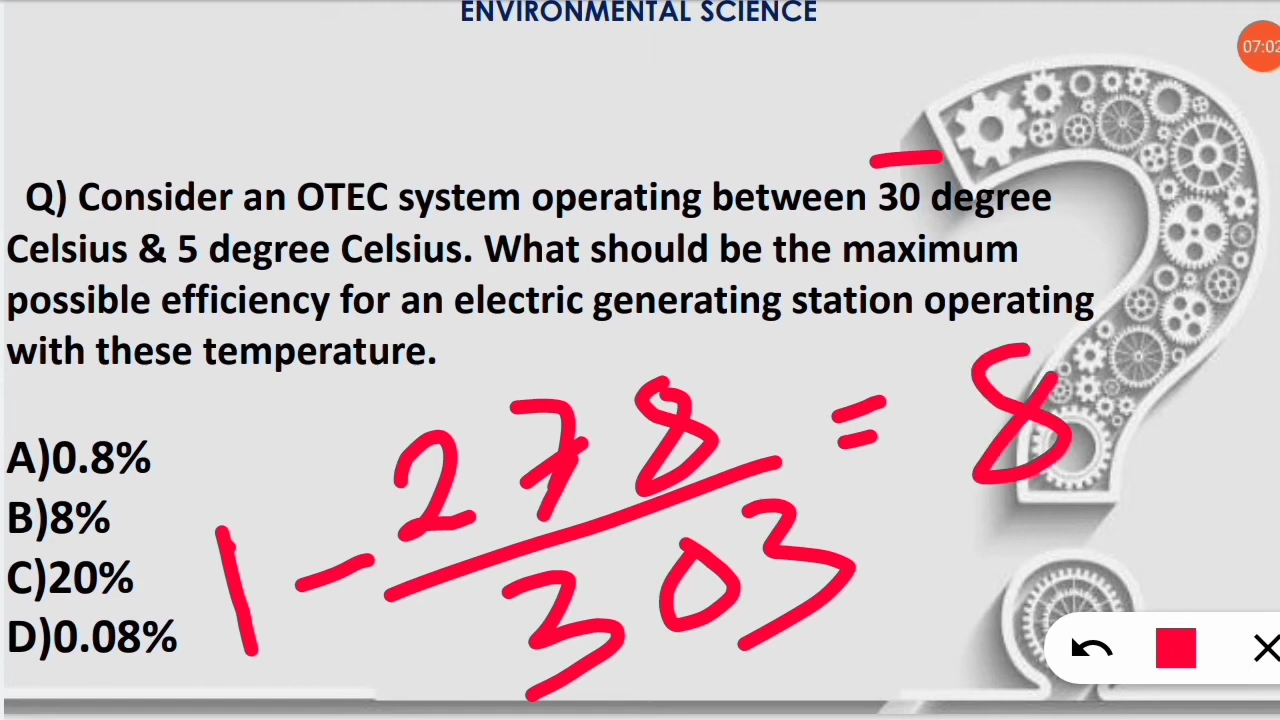 ENVIRONMENTAL SCIENCE
07:02
Q) Consider an OTEC system operating between 30 degree
Celsius & 5 degree Celsius. What should be the maximum
possible efficiency for an electric generating station operating
with these temperature.
A)0.8%
B)8%
C)20%
D)0.08%
1 - 278 = 8
303